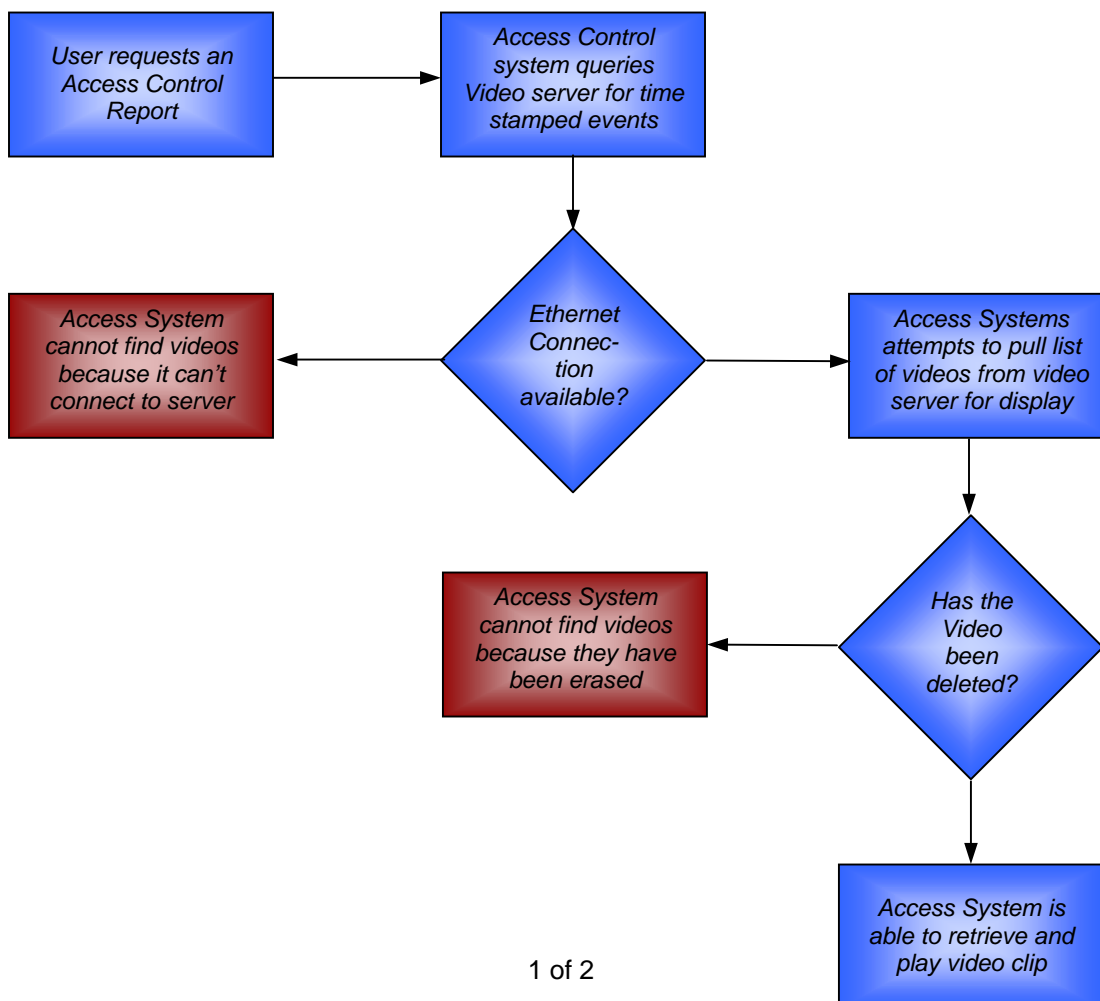 User requests an
Access Control
Report
Access Control
system queries
Video server for time
stamped events
Access System
cannot find videos
because it can't
connect to server
Ethernet
Connec-
tion
available?
Access Systems
attempts to pull list
of videos from video
server for display
Access System
cannot find videos
because they have
been erased
Has the
Video
been
deleted?
Access System is
able to retrieve and
play video clip
1 of 2